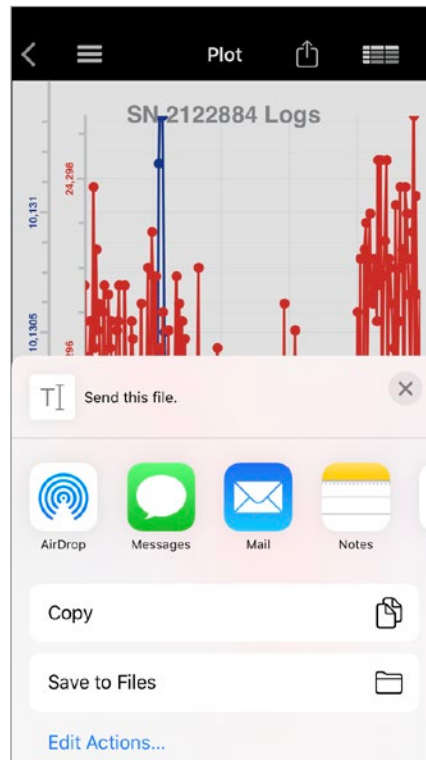 Plot
SN 2122884 Logs
24,298
10,131
10,1305
296
Send this file.
AirDrop
Messages
Mail
Notes
Copy
Save to Files
Edit Actions...